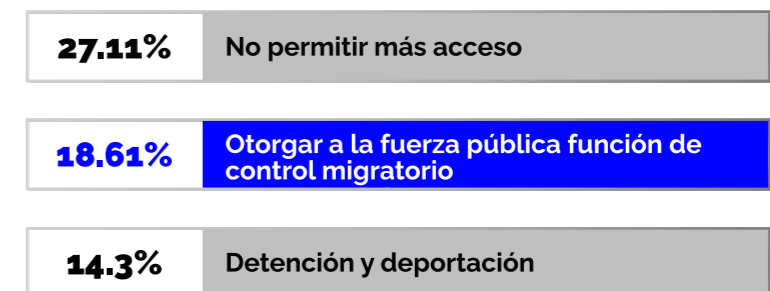 27.11% No permitir más acceso
18.61% Otorgar a la fuerza pública función de
control migratorio
14.3% Detención y deportación